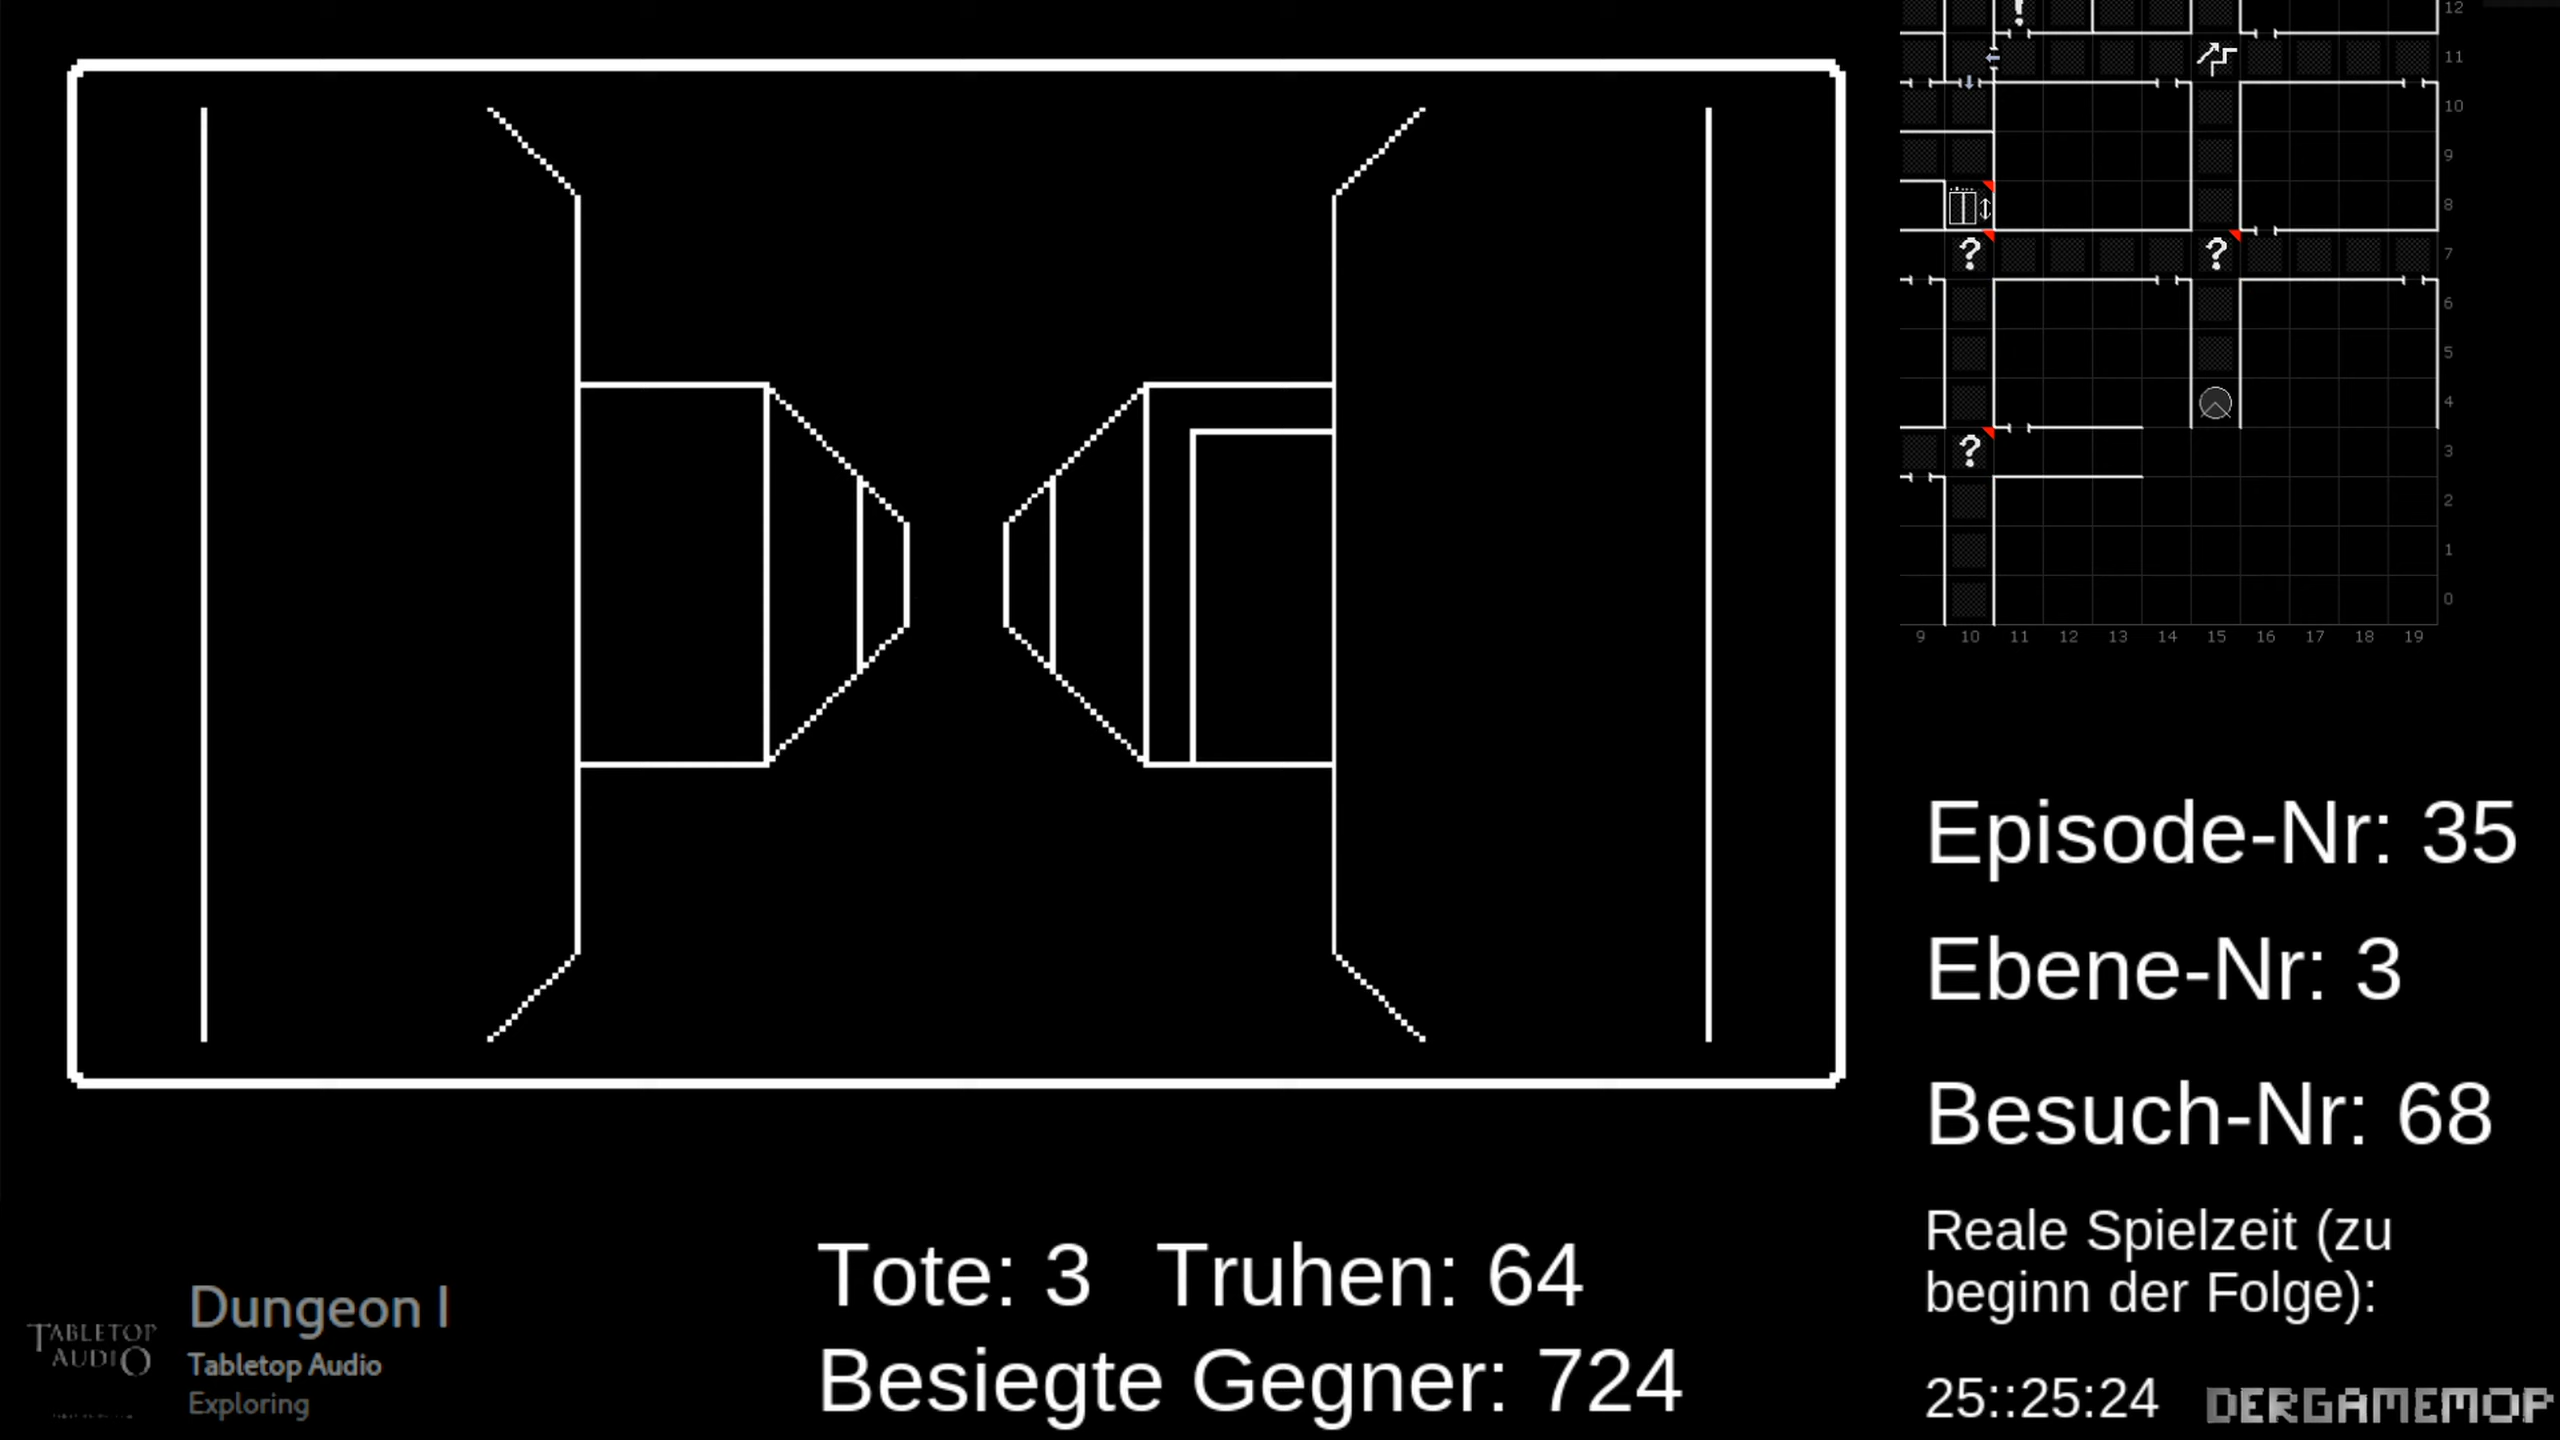 12
11
10
9
8
?
?
7
6
5
4
?
3
2
1
0
9 10 11 12 13 14 15 16 17 18 19
Episode-Nr: 35
Ebene-Nr: 3
Besuch-Nr: 68
Reale Spielzeit (zu
beginn der Folge):
25::25:24
DERGAMEMOP
Tote: 3 Truhen: 64
Besiegte Gegner: 724
TABLETOP
AUDIO
Dungeon I
Tabletop Audio
Exploring